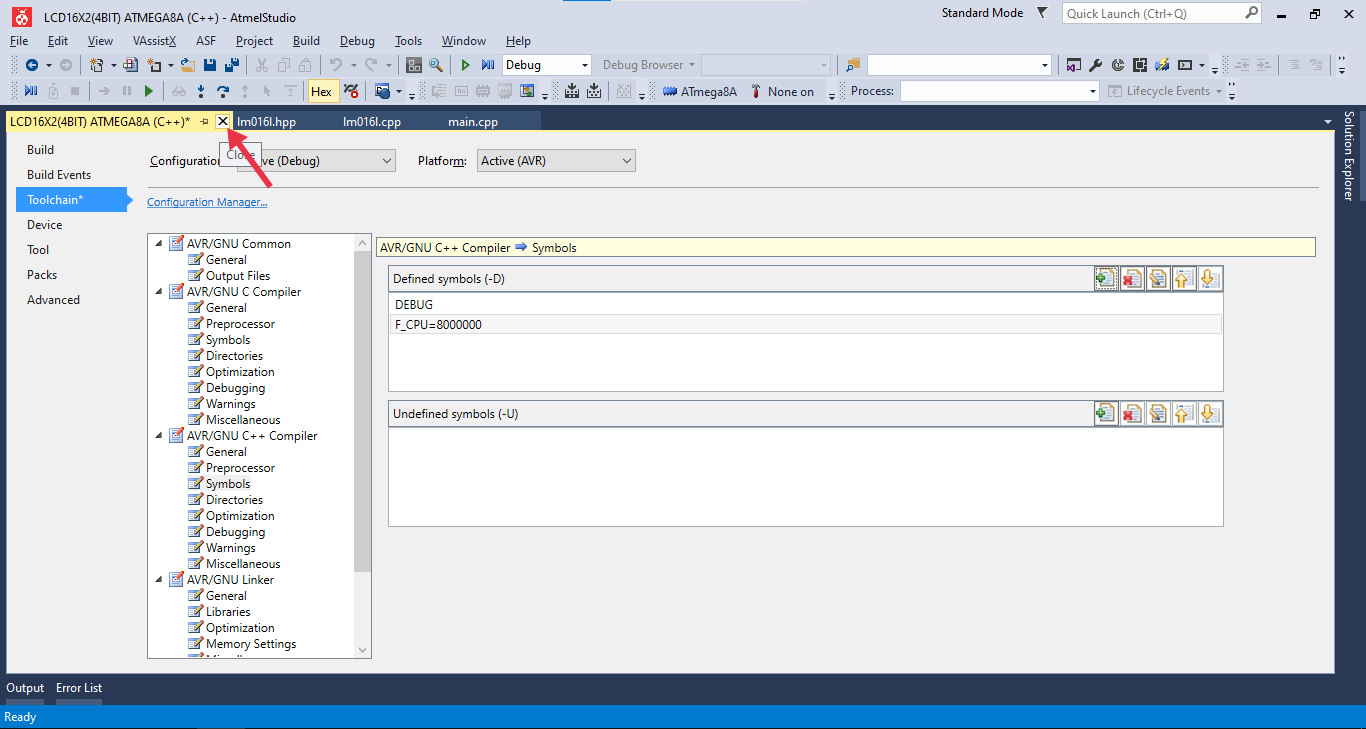 LCD16X2(4BIT) ATMEGA8A (C++) - AtmelStudio
Standard Mode
Quick Launch (Ctrl+Q)
File Edit View VAssistX ASF Project Build Debug Tools Window Help
Debug Debug Browser
Hex ATmega8A None on Process: Lifecycle Events
LCD16X2(4BIT) ATMEGA8A (C++)* lm016l.hpp lm016l.cpp main.cpp
Solution Explorer
Build
Build Events
Toolchain*
Device
Tool
Packs
Advanced
Close
Platform: Active (AVR)
Configuration Manager...
AVR/GNU Common
General
Output Files
AVR/GNU C Compiler
General
Preprocessor
Symbols
Directories
Optimization
Debugging
Warnings
Miscellaneous
AVR/GNU C++ Compiler
General
Preprocessor
Symbols
Directories
Optimization
Debugging
Warnings
Miscellaneous
AVR/GNU Linker
General
Libraries
Optimization
Memory Settings
AVR/GNU C++ Compiler Symbols
Defined symbols (-D)
DEBUG
F_CPU=8000000
Undefined symbols (-U)
Output Error List
Ready